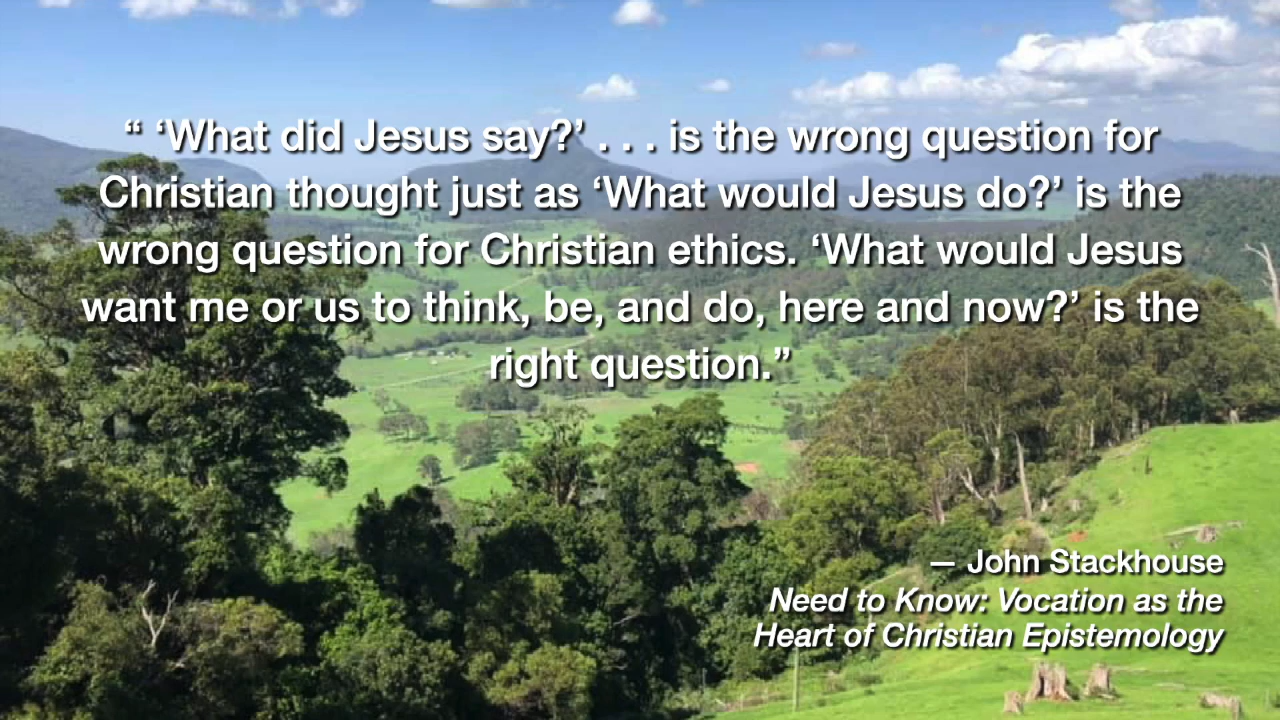 “ ‘What did Jesus say?’ . . . is the wrong question for
Christian thought just as ‘What would Jesus do?’ is the
wrong question for Christian ethics. ‘What would Jesus
want me or us to think, be, and do, here and now?’ is the
right question.”
— John Stackhouse
Need to Know: Vocation as the
Heart of Christian Epistemology